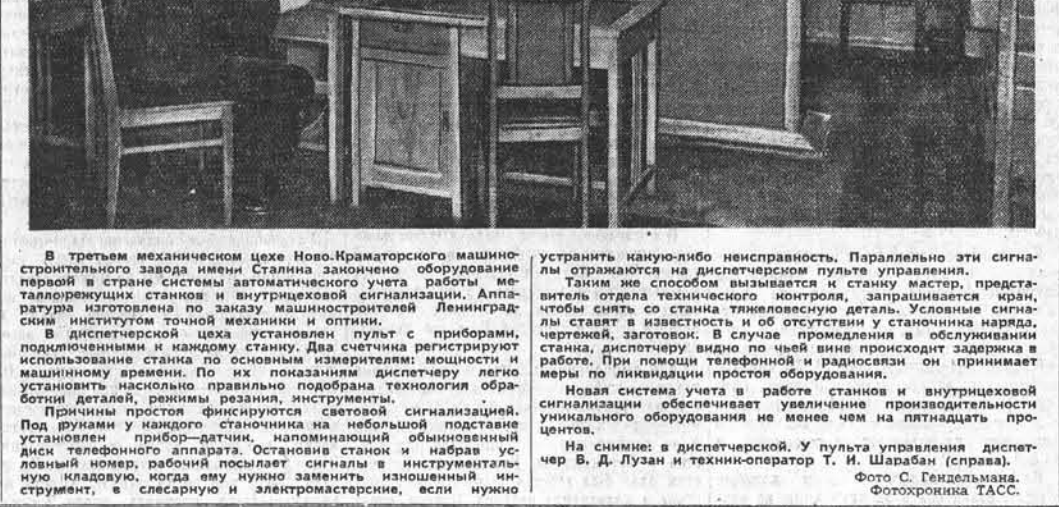 В третьем механическом цехе Ново-Краматорского машино-
строительного завода имени Сталина закончено оборудование
первой в стране системы автоматического учета работы ме-
таллорежущих станков и внутрицеховой сигнализации. Аппа-
ратура изготовлена по заказу машиностроителей Ленинград-
ским институтом точной механики и оптики.
В диспетчерской цеха установлен пульт с приборами,
подключенными к каждому станку. Два счетчика регистрируют
использование станка по основным измерителям: мощности и
машинному времени. По их показаниям диспетчеру легко
установить насколько правильно подобрана технология обра-
ботки деталей, режимы резания, инструменты.
Причины простоя фиксируются световой сигнализацией.
Под руками у каждого станочника на небольшой подставке
установлен прибор—датчик, напоминающий обыкновенный
диск телефонного аппарата. Остановив станок и набрав ус-
ловный номер, рабочий посылает сигналы в инструменталь-
ную кладовую, когда ему нужно заменить изношенный ин-
струмент, в слесарную и электромастерские, если нужно
устранить какую-либо неисправность. Параллельно эти сигна-
лы отражаются на диспетчерском пульте управления.
Таким же способом вызывается к станку мастер, предста-
витель отдела технического контроля, запрашивается кран,
чтобы снять со станка тяжеловесную деталь. Условные сигна-
лы ставят в известность и об отсутствии у станочника наряда,
чертежей, заготовок. В случае промедления в обслуживании
станка, диспетчеру видно по чьей вине происходит задержка в
работе. При помощи телефонной и радиосвязи он принимает
меры по ликвидации простоя оборудования.
Новая система учета в работе станков и внутрицеховой
сигнализации обеспечивает увеличение производительности
уникального оборудования не менее чем на пятнадцать про-
центов.
На снимке: в диспетчерской. У пульта управления диспет-
чер В. Д. Лузан и техник-оператор Т. И. Шарабан (справа).
Фото С. Гендельмана.
Фотохроника ТАСС.